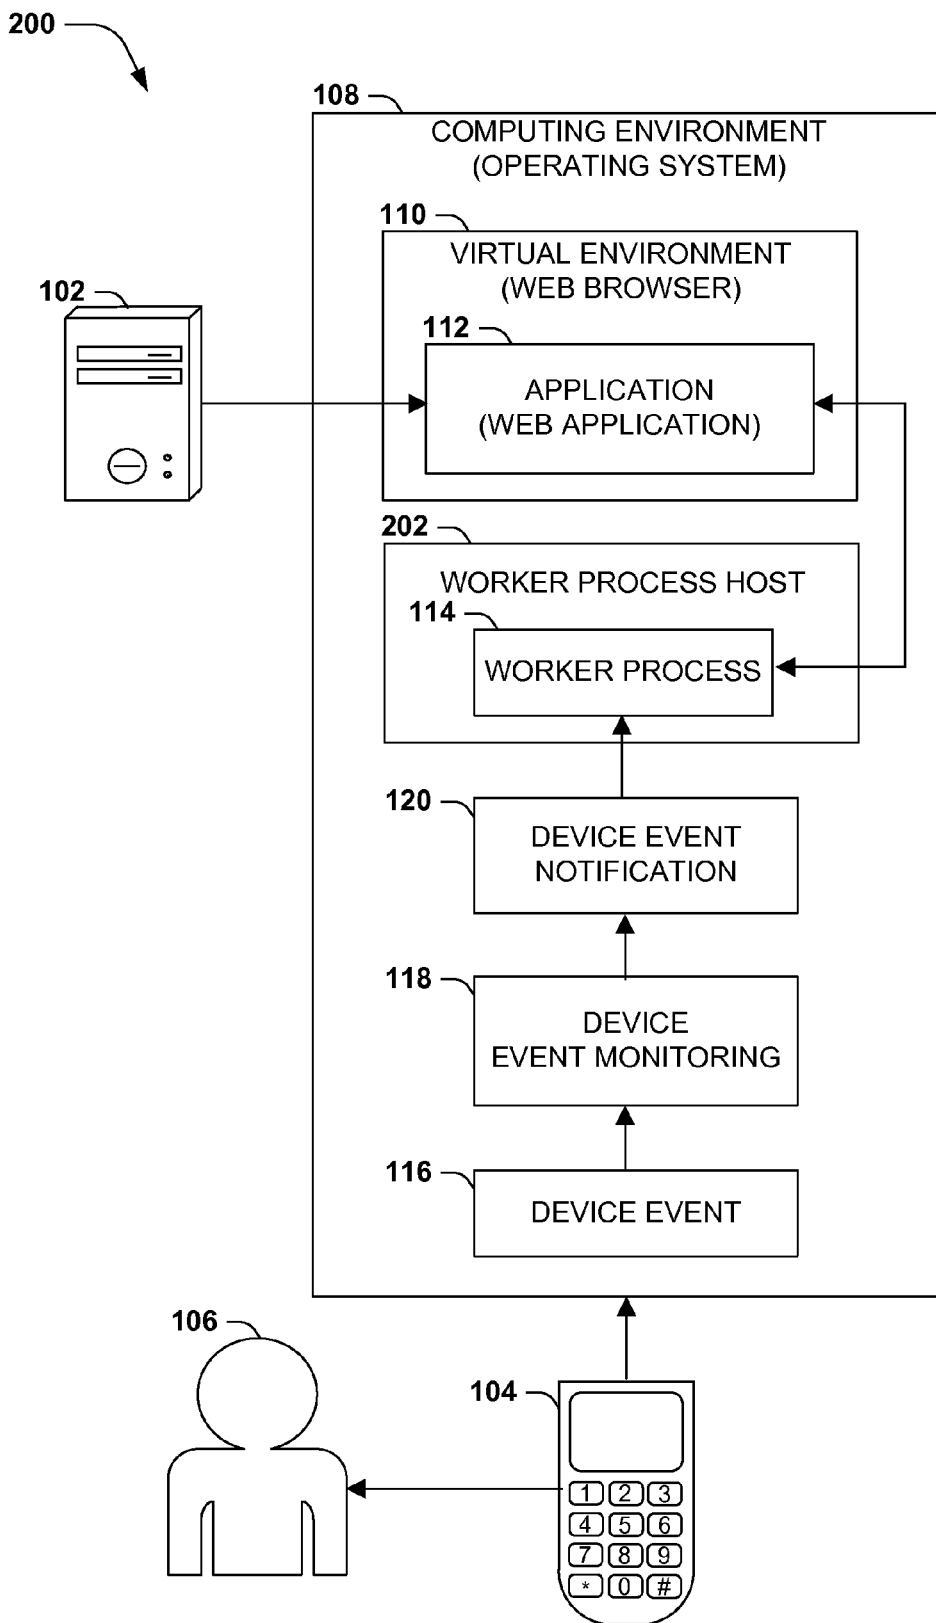 200
108
COMPUTING ENVIRONMENT
(OPERATING SYSTEM)
110
VIRTUAL ENVIRONMENT
(WEB BROWSER)
102
112
APPLICATION
(WEB APPLICATION)
202
WORKER PROCESS HOST
114
WORKER PROCESS
120
DEVICE EVENT
NOTIFICATION
118
DEVICE
EVENT MONITORING
116
DEVICE EVENT
106
104
1 2 3
4 5 6
7 8 9
* 0 #